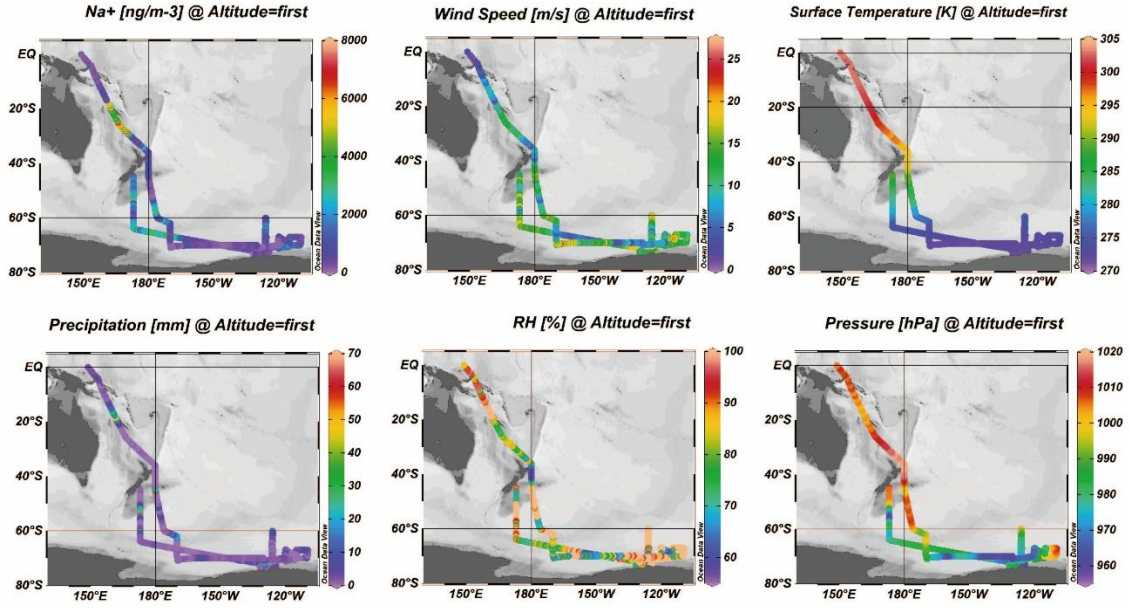 Na+ [ng/m-3] @ Altitude=first
EQ
20°S
40°S
60°S
80°S
150°E 180°E 150°W 120°W
8000
6000
4000
2000
0
Ocean Data View
Wind Speed [m/s] @ Altitude=first
EQ
20°S
40°S
60°S
80°S
150°E 180°E 150°W 120°W
25
20
15
10
5
0
Ocean Data View
Surface Temperature [K] @ Altitude=first
EQ
20°S
40°S
60°S
80°S
150°E 180°E 150°W 120°W
305
300
295
290
285
280
275
270
Ocean Data View
Precipitation [mm] @ Altitude=first
EQ
20°S
40°S
60°S
80°S
150°E 180°E 150°W 120°W
70
60
50
40
30
20
10
0
Ocean Data View
RH [%] @ Altitude=first
EQ
20°S
40°S
60°S
80°S
150°E 180°E 150°W 120°W
100
90
80
70
60
Ocean Data View
Pressure [hPa] @ Altitude=first
EQ
20°S
40°S
60°S
80°S
150°E 180°E 150°W 120°W
1020
1010
1000
990
980
970
960
Ocean Data View